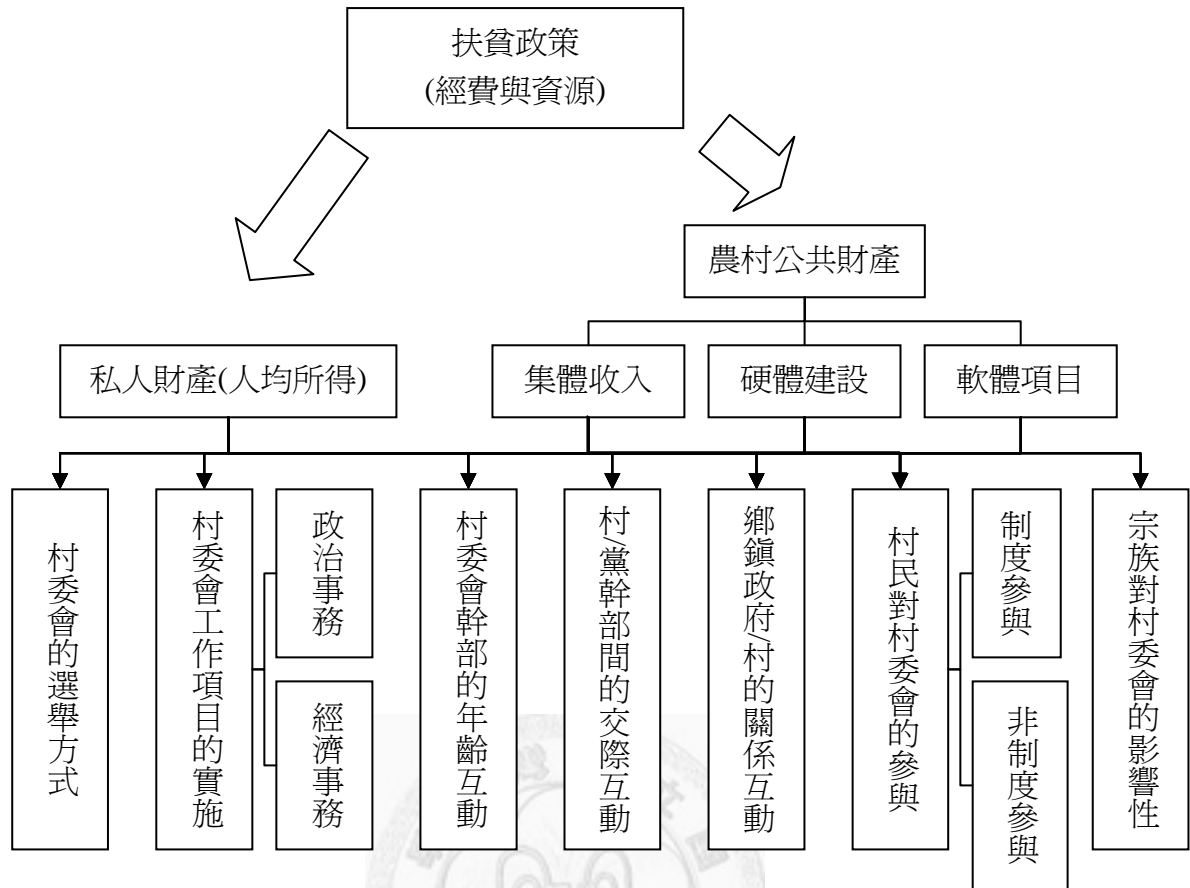 扶貧政策
(經費與資源)
農村公共財產
私人財產(人均所得)
集體收入
硬體建設
軟體項目
村委會的選舉方式
村委會工作項目的實施
政治事務
經濟事務
村委會幹部的年齡互動
村/黨幹部間的交際互動
鄉鎮政府/村的關係互動
村民對村委會的參與
制度參與
非制度參與
宗族對村委會的影響性